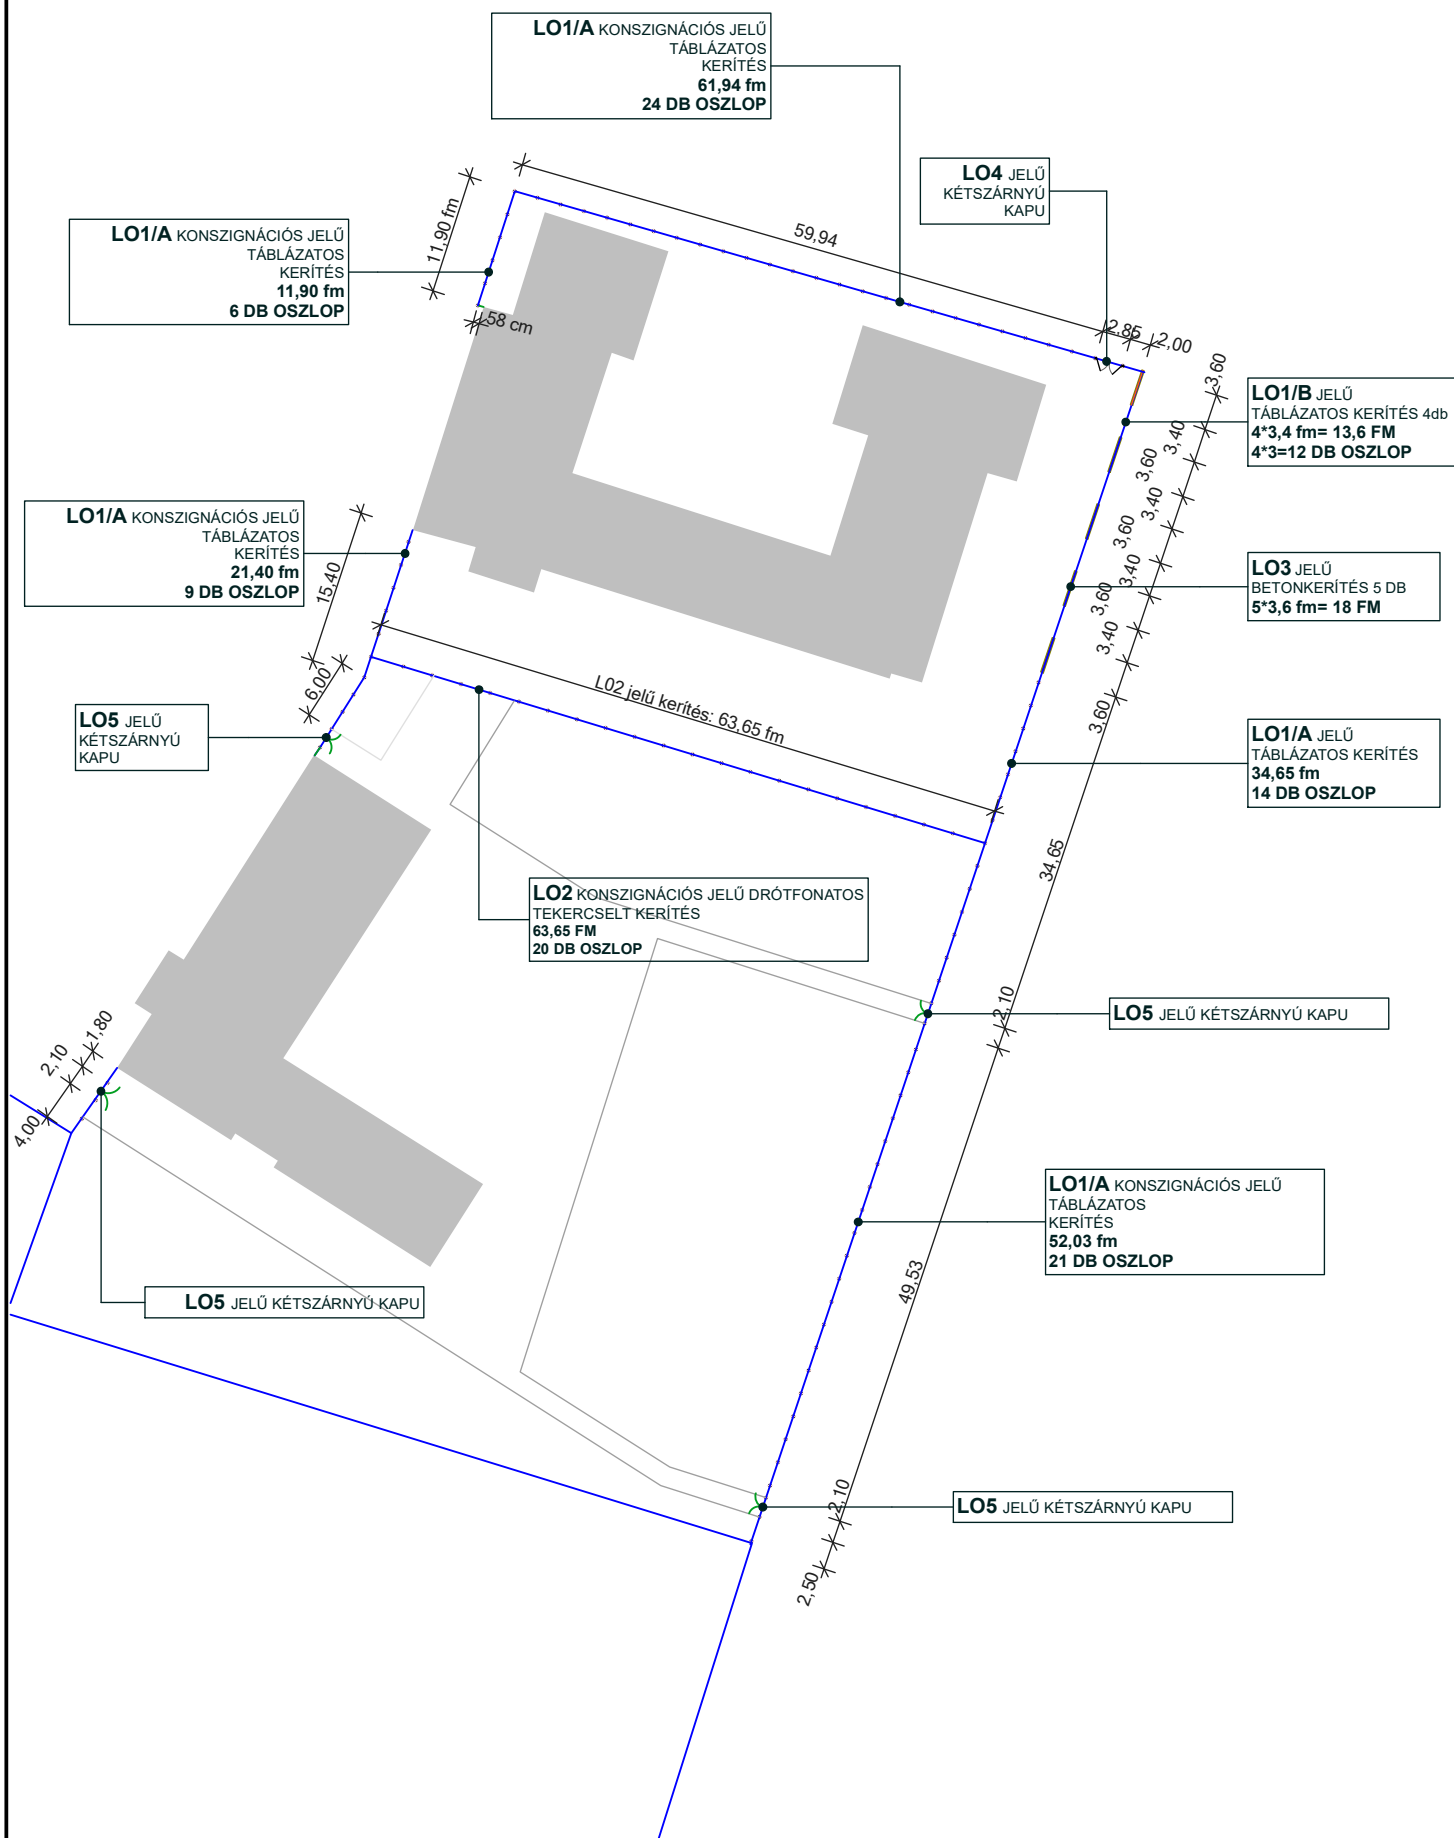 LO1/A KONSZIGNÁCIÓS JELŰ
TÁBLÁZATOS
KERÍTÉS
61,94 fm
24 DB OSZLOP
LO4 JELŰ
KÉTSZÁRNYÚ
KAPU
LO1/A KONSZIGNÁCIÓS JELŰ
TÁBLÁZATOS
KERÍTÉS
11,90 fm
6 DB OSZLOP
11,90 fm
59,94
58 cm
2,85
2,00
3,60
LO1/B JELŰ
TÁBLÁZATOS KERÍTÉS 4db
4*3,4 fm= 13,6 FM
4*3=12 DB OSZLOP
3,40
3,60
3,40
3,60
3,40
3,60
3,40
3,60
LO1/A KONSZIGNÁCIÓS JELŰ
TÁBLÁZATOS
KERÍTÉS
21,40 fm
9 DB OSZLOP
15,40
6,00
LO3 JELŰ
BETONKERÍTÉS 5 DB
5*3,6 fm= 18 FM
L02 jelű kerítés: 63,65 fm
LO5 JELŰ
KÉTSZÁRNYÚ
KAPU
LO1/A JELŰ
TÁBLÁZATOS KERÍTÉS
34,65 fm
14 DB OSZLOP
34,65
LO2 KONSZIGNÁCIÓS JELŰ DRÓTFONATOS
TEKERCSELT KERÍTÉS
63,65 FM
20 DB OSZLOP
2,10
LO5 JELŰ KÉTSZÁRNYÚ KAPU
1,80
2,10
4,00
LO1/A KONSZIGNÁCIÓS JELŰ
TÁBLÁZATOS
KERÍTÉS
52,03 fm
21 DB OSZLOP
49,53
LO5 JELŰ KÉTSZÁRNYÚ KAPU
2,10
LO5 JELŰ KÉTSZÁRNYÚ KAPU
2,50